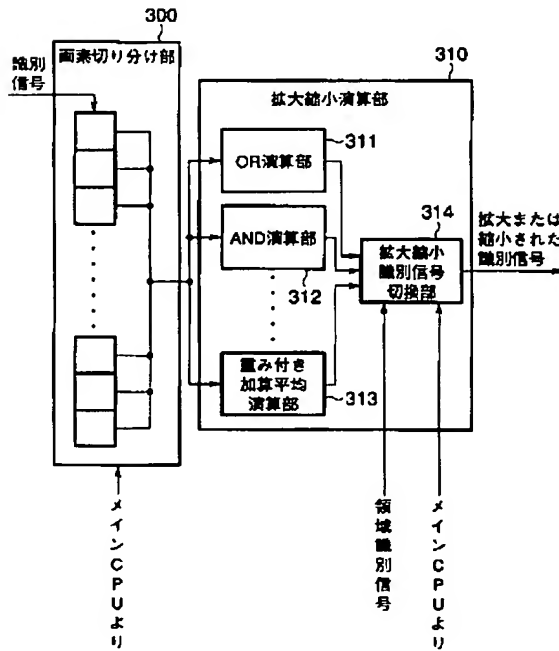 300
画素切り分け部
識別
信号
310
拡大縮小演算部
OR演算部
311
AND演算部
312
重み付き
加算平均
演算部
313
314
拡大縮小
識別信号
切換部
拡大または
縮小された
識別信号
メインCPUより
領域識別信号
メインCPUより